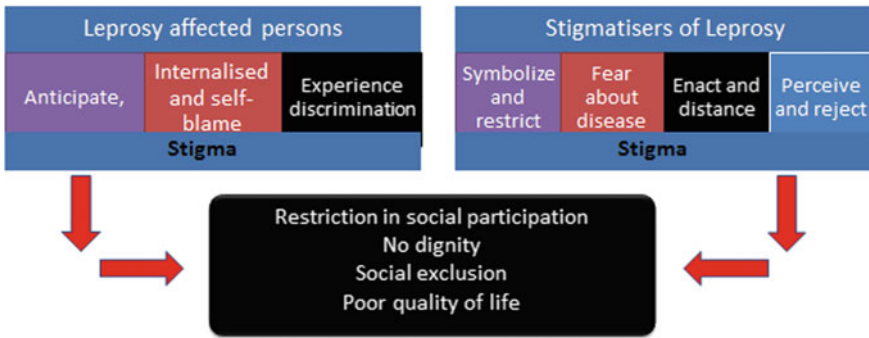 Leprosy affected persons
Anticipate,
Internalised
and self-
blame
Experience
discrimination
Stigma
Stigmatisers of Leprosy
Symbolize
and
restrict
Fear
about
disease
Enact and
distance
Perceive
and reject
Stigma
Restriction in social participation
No dignity
Social exclusion
Poor quality of life